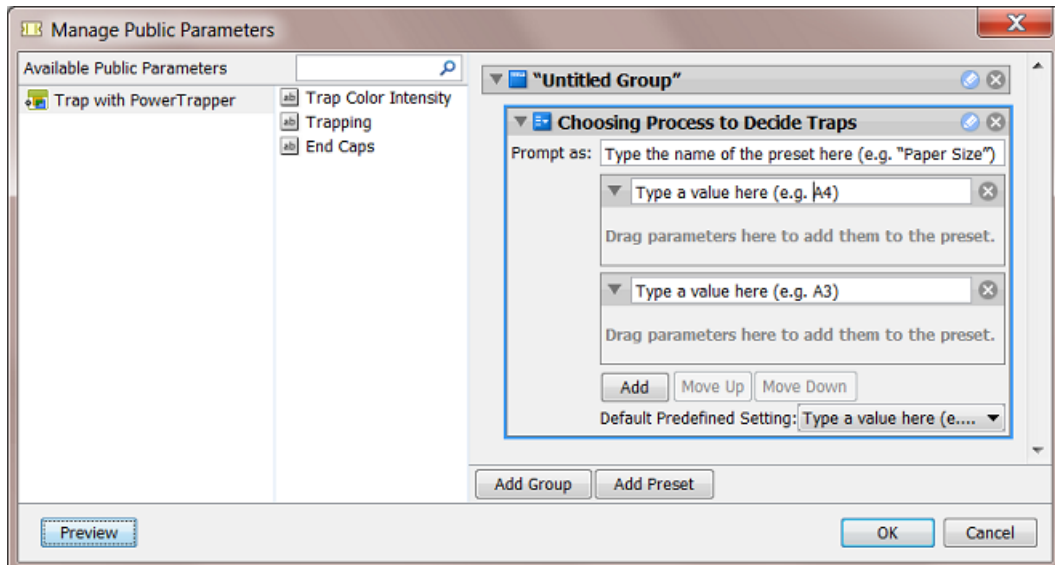 Manage Public Parameters
Available Public Parameters
Trap with PowerTrapper
Trap Color Intensity
Trapping
End Caps
"Untitled Group"
Choosing Process to Decide Traps
Prompt as: Type the name of the preset here (e.g. "Paper Size")
Type a value here (e.g. A4)
Drag parameters here to add them to the preset.
Type a value here (e.g. A3)
Drag parameters here to add them to the preset.
Add Move Up Move Down
Default Predefined Setting: Type a value here (e....
Add Group Add Preset
Preview OK Cancel